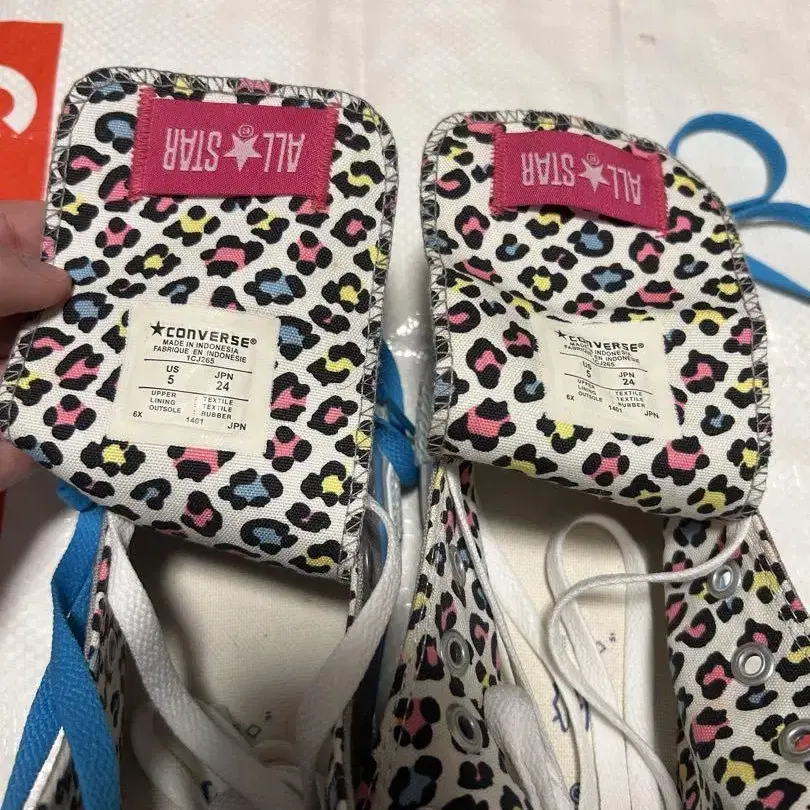 ALL STAR
★CONVERSE®
MADE IN INDONESIA
FABRIQUE EN INDONESIE
1CJ265
US JPN
5 24
UPPER TEXTILE
LINING TEXTILE
OUTSOLE RUBBER
6X 1401 JPN
ALL STAR
★CONVERSE®
MADE IN INDONESIA
FABRIQUE EN INDONESIE
1CJ265
US JPN
5 24
UPPER TEXTILE
LINING TEXTILE
OUTSOLE RUBBER
6X 1401 JPN